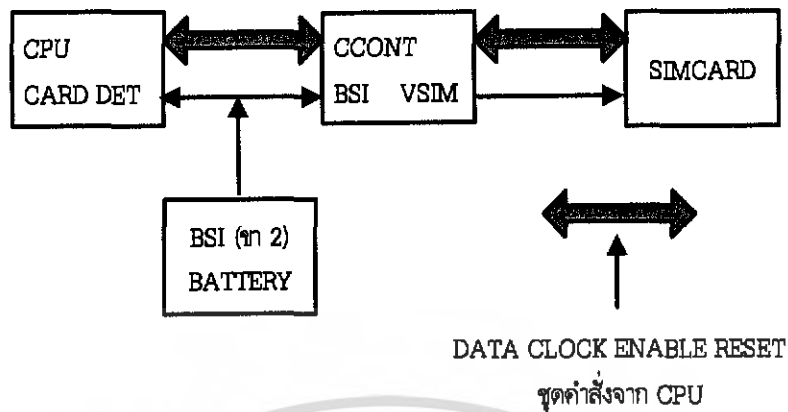 CPU
CARD DET
CCONT
BSI VSIM
SIMCARD
BSI (ขา 2)
BATTERY
DATA CLOCK ENABLE RESET
ชุดคำสั่งจาก CPU